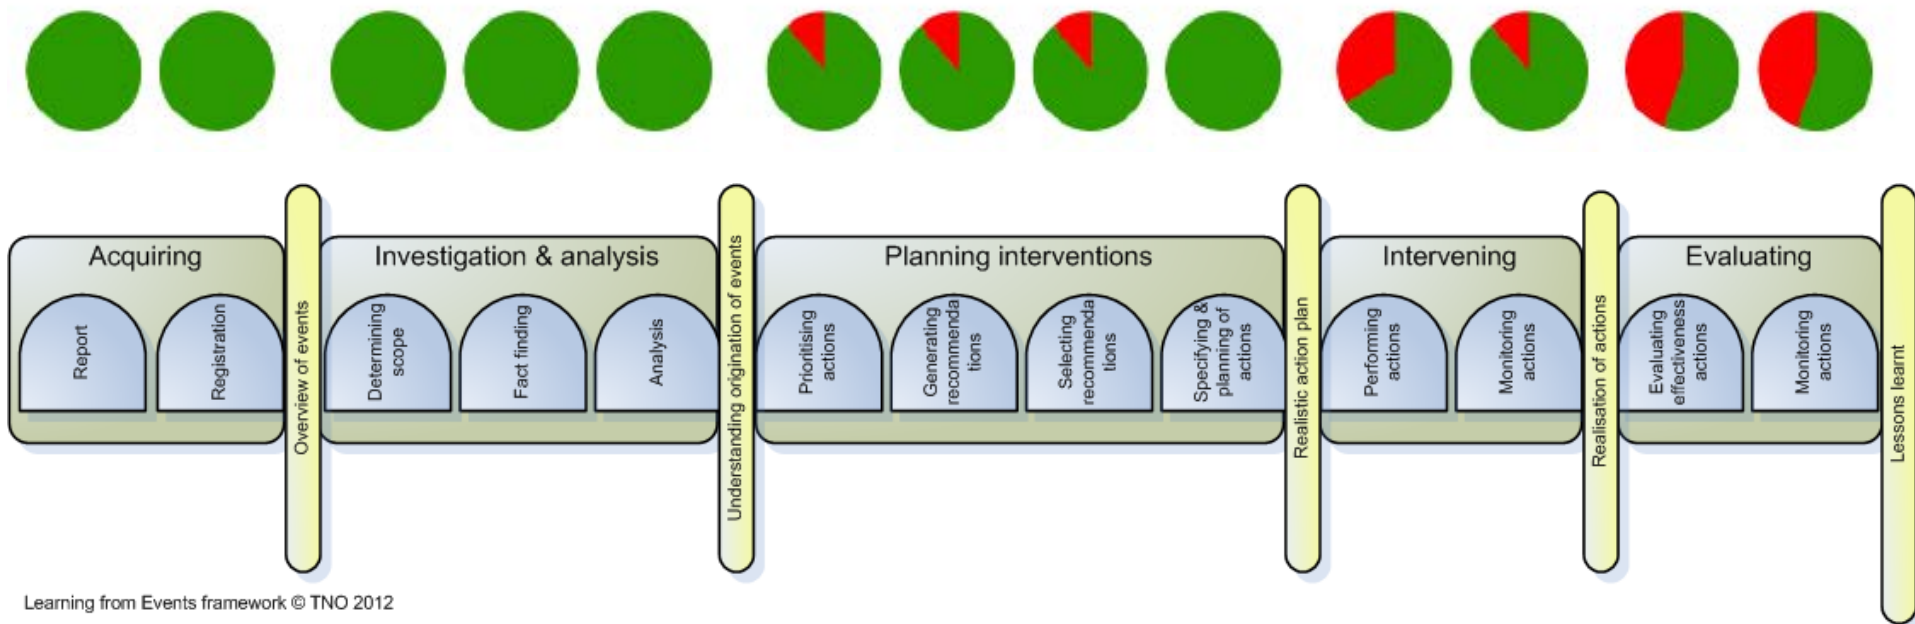 Acquiring
Report
Registration
Overview of events
Investigation & analysis
Determining
scope
Fact finding
Analysis
Understanding origination of events
Planning interventions
Prioritising
actions
Generating
recommenda
tions
Selecting
recommenda
tions
Specifying &
planning of
actions
Realistic action plan
Intervening
Performing
actions
Monitoring
actions
Realisation of actions
Evaluating
Evaluating
effectiveness
actions
Monitoring
actions
Lessons learnt
Learning from Events framework © TNO 2012